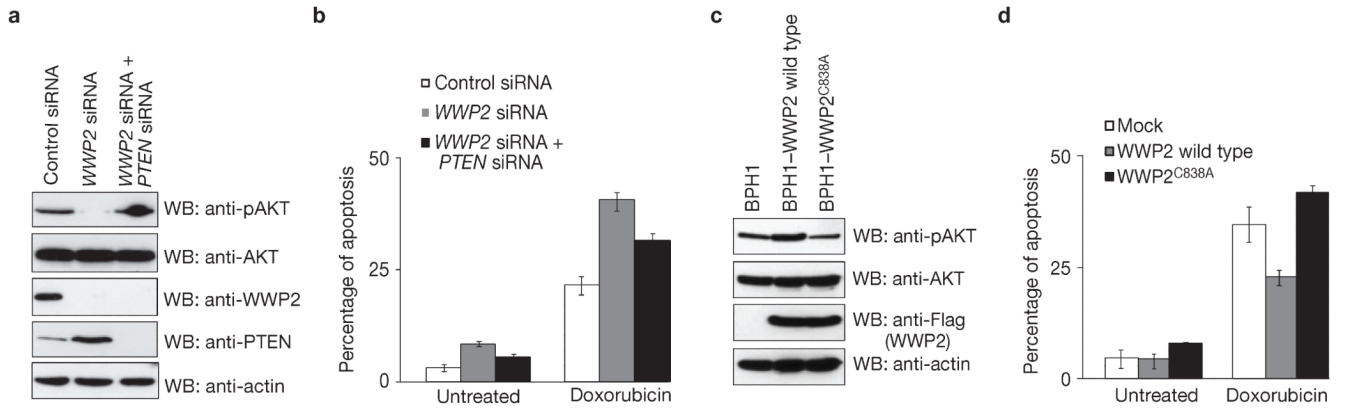 a
Control siRNA
WWP2 siRNA
WWP2 siRNA +
PTEN siRNA
WB: anti-pAKT
WB: anti-AKT
WB: anti-WWP2
WB: anti-PTEN
WB: anti-actin
b
Control siRNA
WWP2 siRNA
WWP2 siRNA +
PTEN siRNA
Percentage of apoptosis
50
25
0
Untreated
Doxorubicin
c
BPH1
BPH1–WWP2 wild type
BPH1–WWP2C838A
WB: anti-pAKT
WB: anti-AKT
WB: anti-Flag
(WWP2)
WB: anti-actin
d
Mock
WWP2 wild type
WWP2C838A
Percentage of apoptosis
50
25
0
Untreated
Doxorubicin